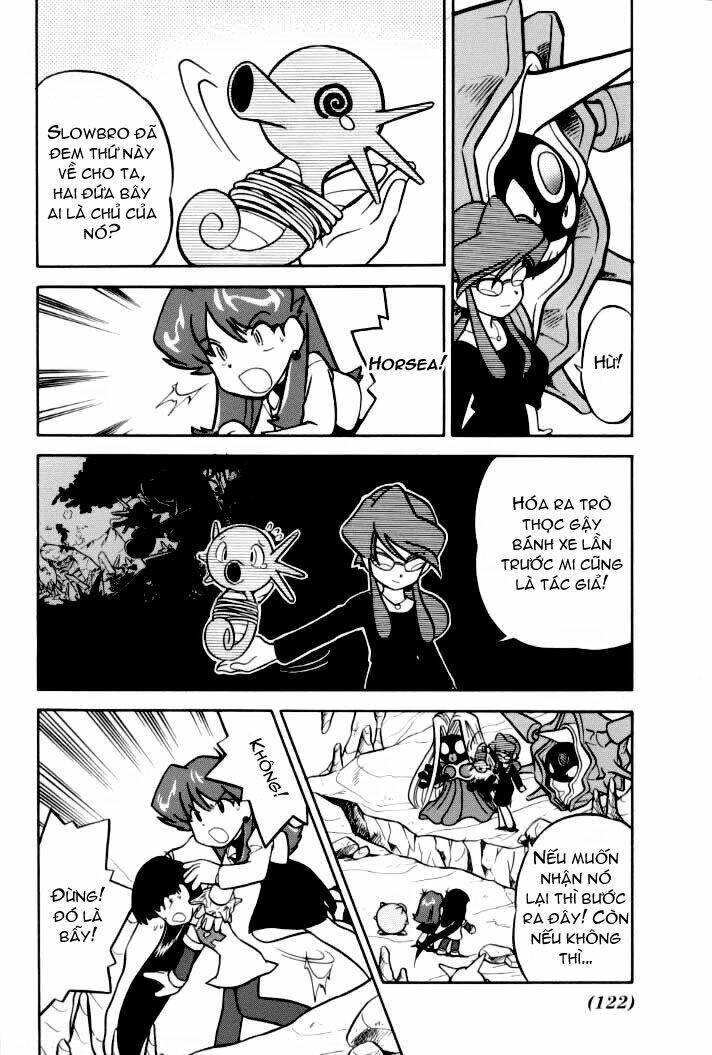 Hừ!
Slowbro đã
đem thứ này
về cho ta,
hai đứa bây
ai là chủ của
nó?
Horsea!
Hóa ra trò
thọc gậy
bánh xe lần
trước mi cũng
là tác giả!
Nếu muốn
nhận nó
lại thì bước
ra đây! Còn
nếu không
thì...
Không!
Đừng!
Đó là
bẫy!
(122)